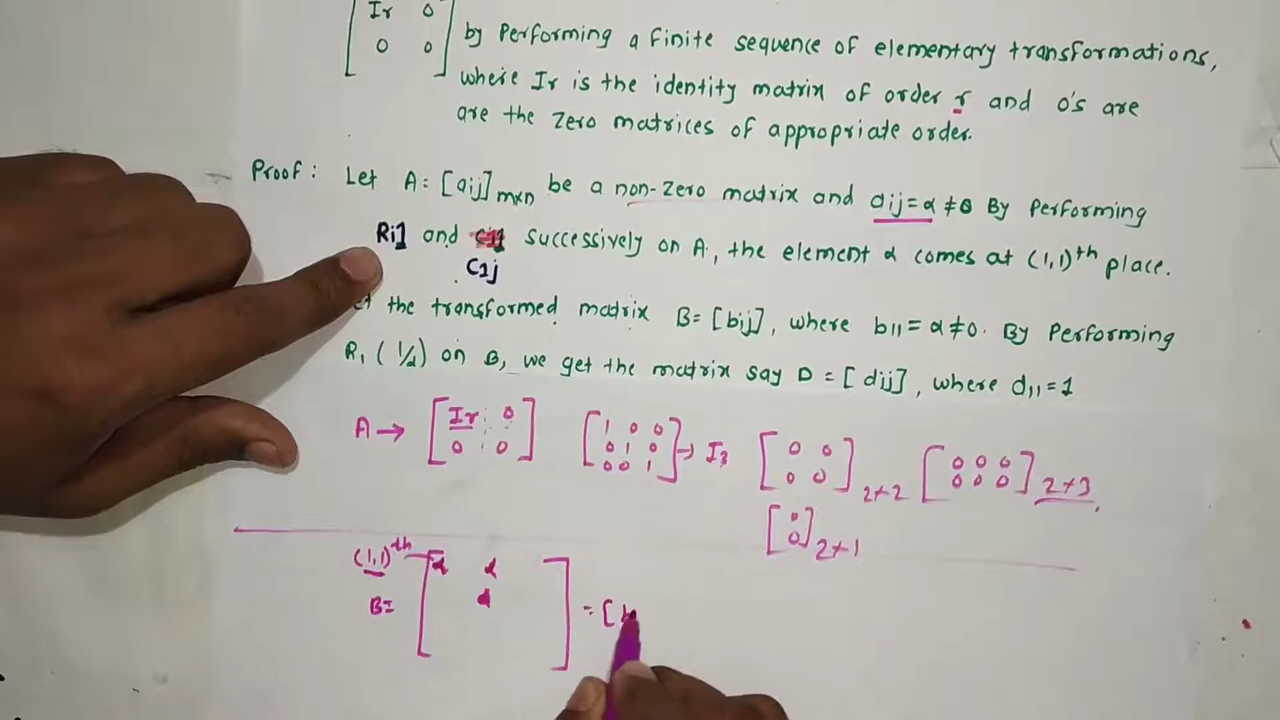 [Ir 0
0 0] by Performing a finite sequence of elementary transformations,
where Ir is the identity matrix of order r and 0's are
are the Zero matrices of appropriate order.
Proof : Let A = [aij]mxn be a non-zero matrix and aij = α ≠ 0 By Performing
Ri1 and successively on A, the element α comes at (1,1)th place.
C1j
the transformed matrix B = [bij], where b11 = α ≠ 0. By Performing
R1 (1/α) on B, we get the matrix say D = [dij], where d11 = 1
A → [Ir 0
0 0] [1 0 0
0 1 0
0 0 1] → I3 [0 0
0 0]2×2 [0 0 0
0 0 0]2×3
[0
0]2×1
(1,1)th
B = [α α
α ] = [b